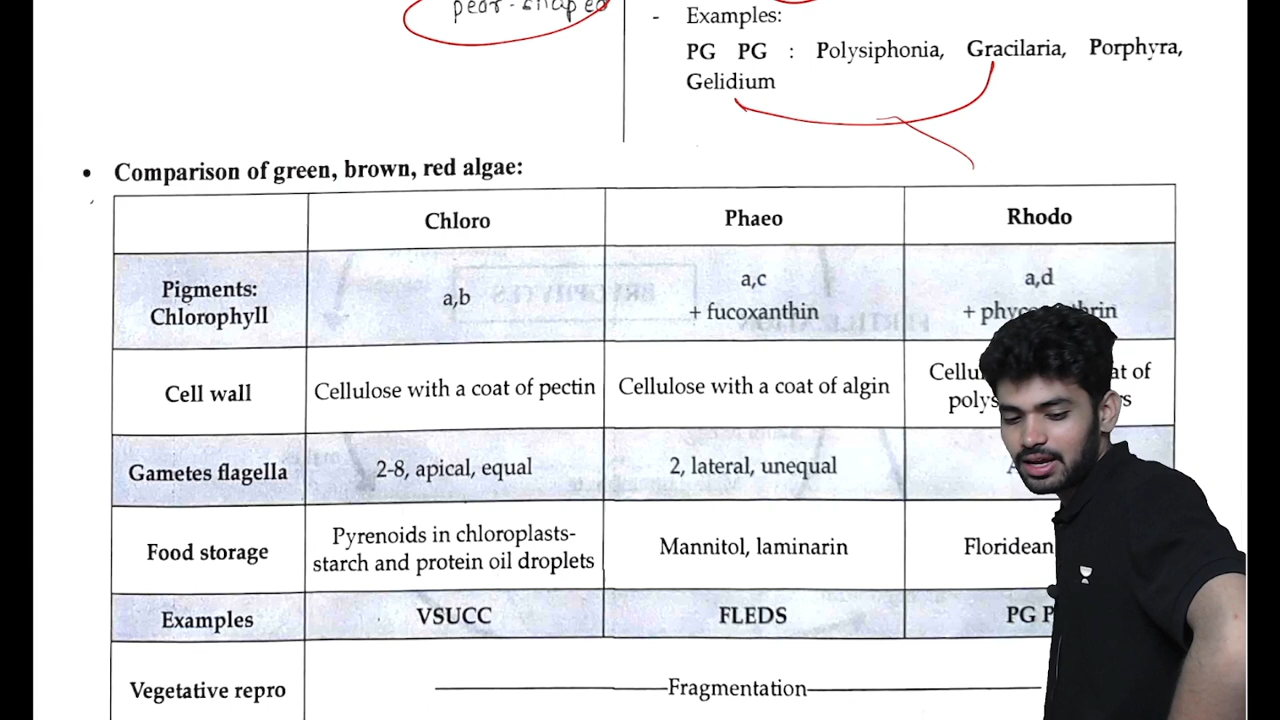 pear-shaped
- Examples:
PG PG : Polysiphonia, Gracilaria, Porphyra,
Gelidium
• Comparison of green, brown, red algae:
Chloro Phaeo Rhodo
Pigments:
Chlorophyll
a,b
a,c
+ fucoxanthin
a,d
+
Cell wall
Cellulose with a coat of pectin
Cellulose with a coat of algin
of
Gametes flagella
2-8, apical, equal
2, lateral, unequal
Food storage
Pyrenoids in chloroplasts-
starch and protein oil droplets
Mannitol, laminarin
Floridean
Examples
VSUCC
FLEDS
PG P
Vegetative repro
Fragmentation